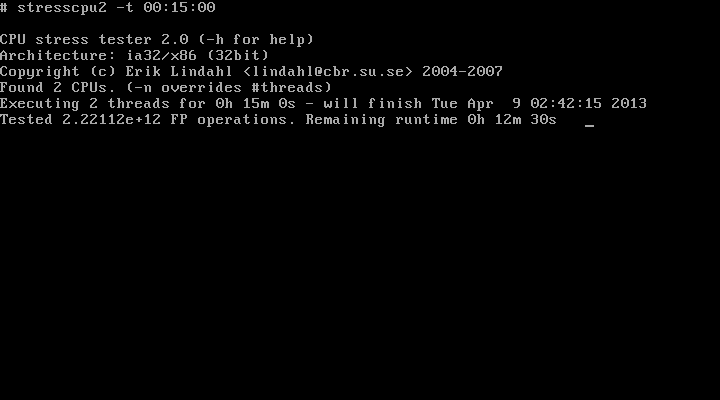 # stresscpu2 -t 00:15:00
CPU stress tester 2.0 (-h for help)
Architecture: ia32/x86 (32bit)
Copyright (c) Erik Lindahl <lindahl@cbr.su.se> 2004-2007
Found 2 CPUs. (-n overrides #threads)
Executing 2 threads for 0h 15m 0s - will finish Tue Apr  9 02:42:15 2013
Tested 2.22112e+12 FP operations. Remaining runtime 0h 12m 30s   _